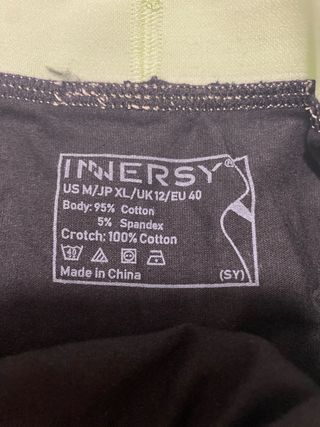 INNERSY®
US M/JP XL/UK 12/EU 40
Body: 95% Cotton
5% Spandex
Crotch: 100% Cotton
40
Made in China
(SY)